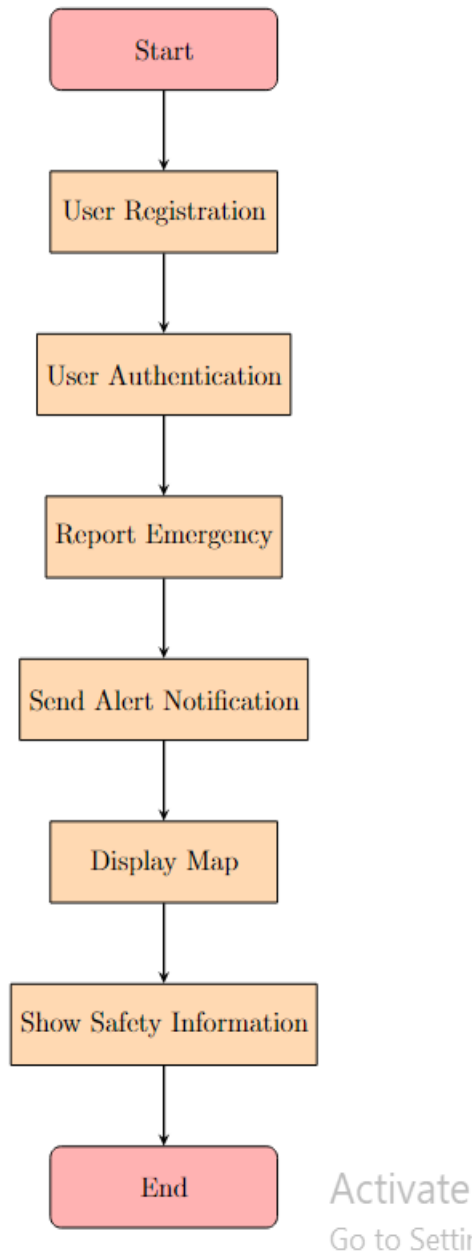 Start
User Registration
User Authentication
Report Emergency
Send Alert Notification
Display Map
Show Safety Information
End
Activate
Go to Settin